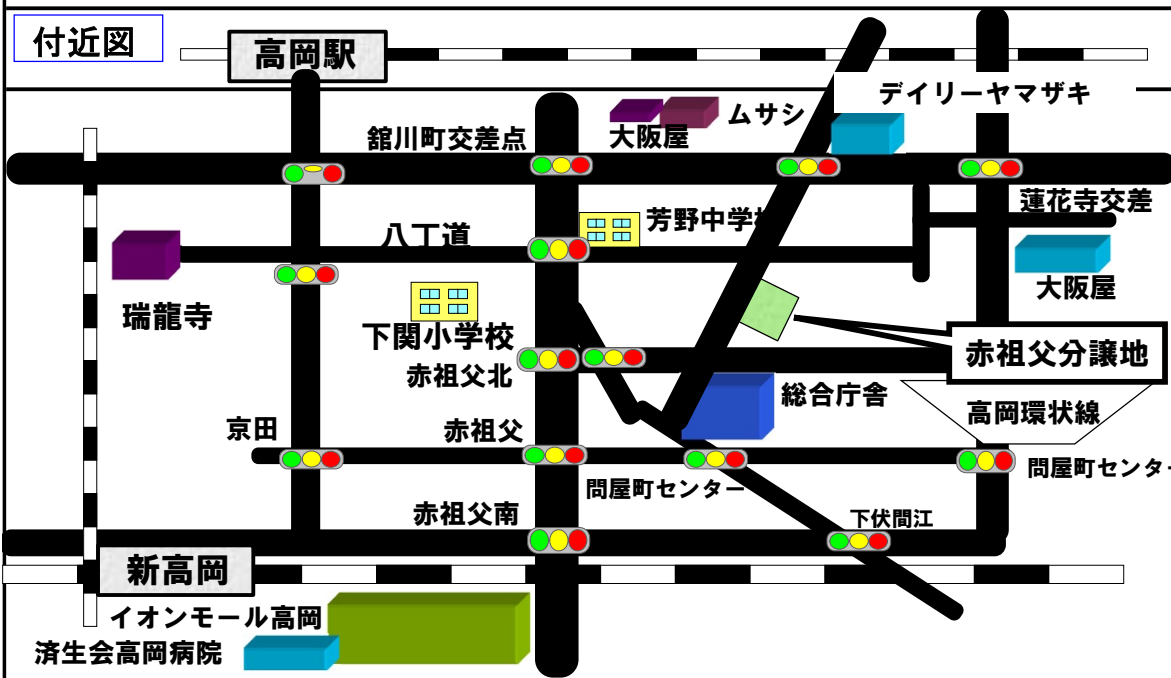 付近図
高岡駅
デイリーヤマザキ
ムサシ
大阪屋
舘川町交差点
蓮花寺交差
芳野中学校
八丁道
大阪屋
瑞龍寺
下関小学校
赤祖父分譲地
赤祖父北
総合庁舎
高岡環状線
京田
赤祖父
問屋町センター
問屋町センター
赤祖父南
下伏間江
新高岡
イオンモール高岡
済生会高岡病院